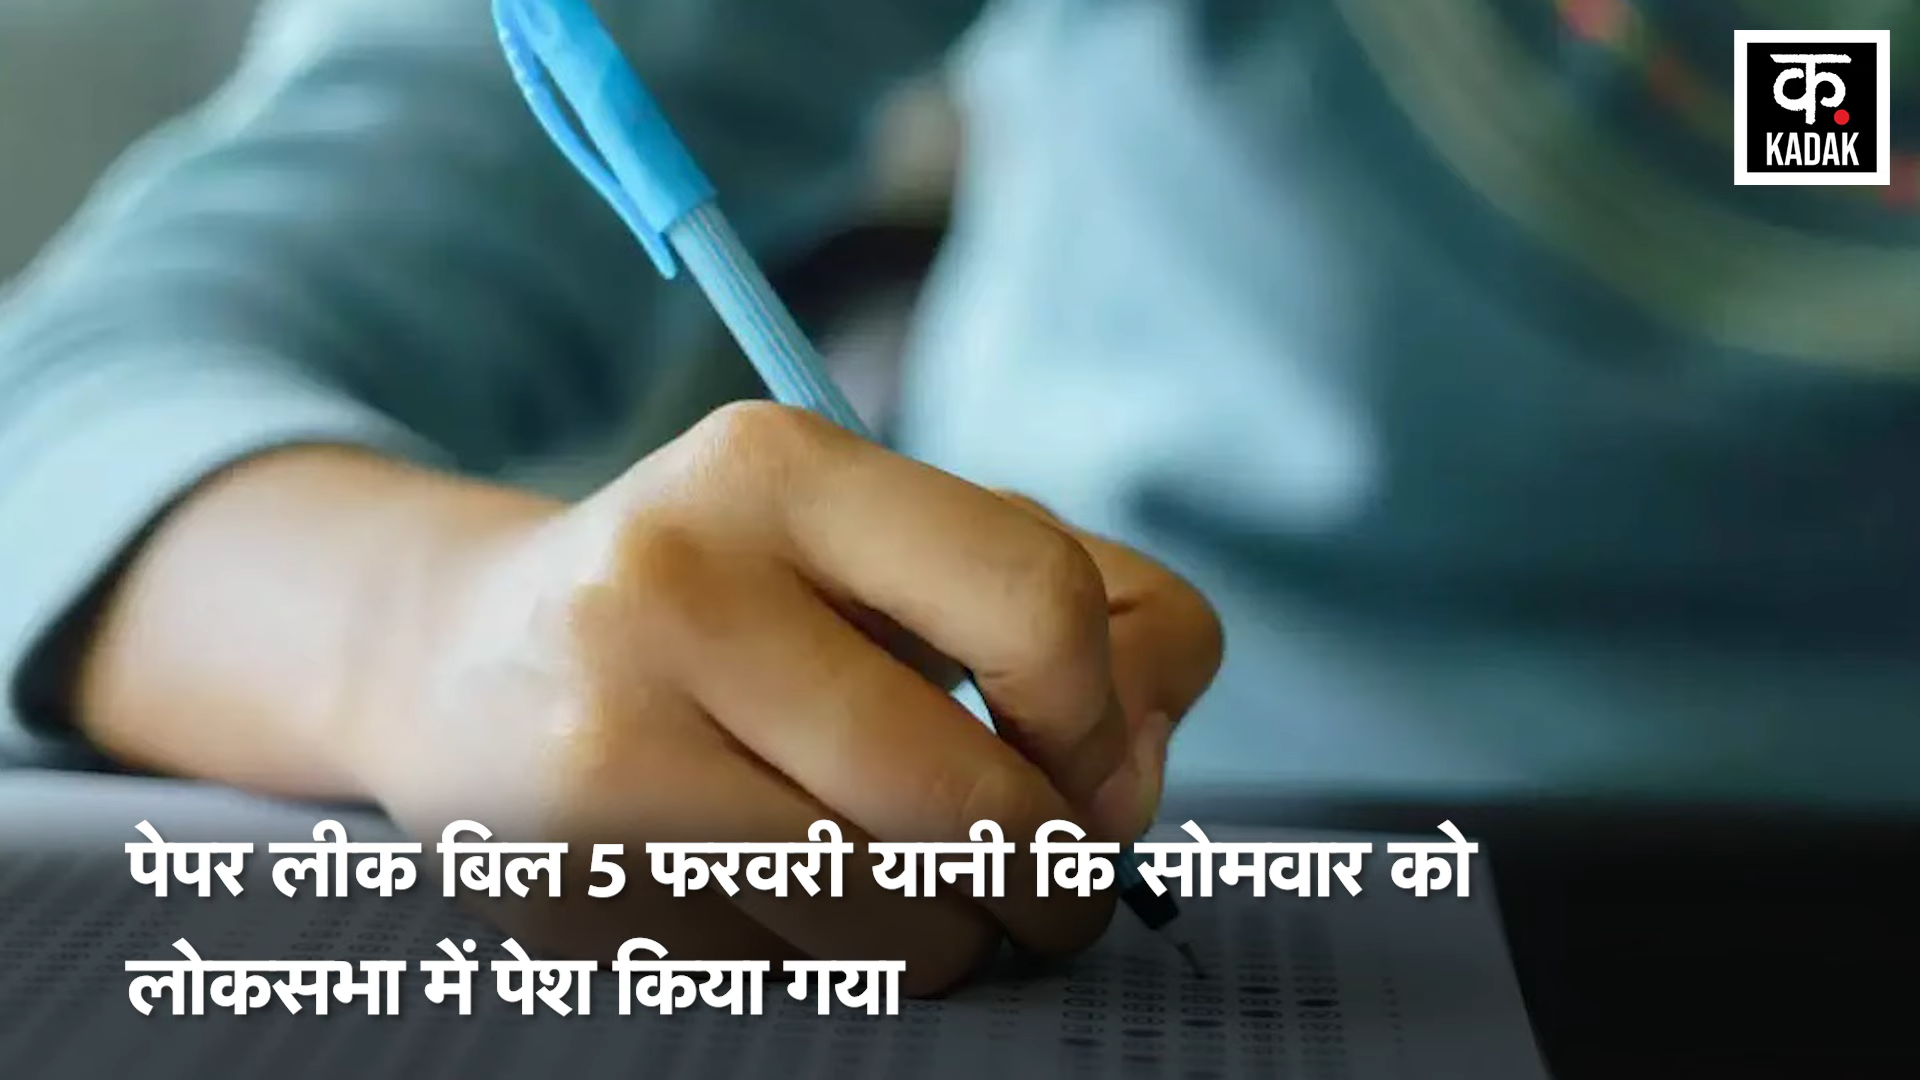 क
KADAK
पेपर लीक बिल 5 फरवरी यानी कि सोमवार को
लोकसभा में पेश किया गया